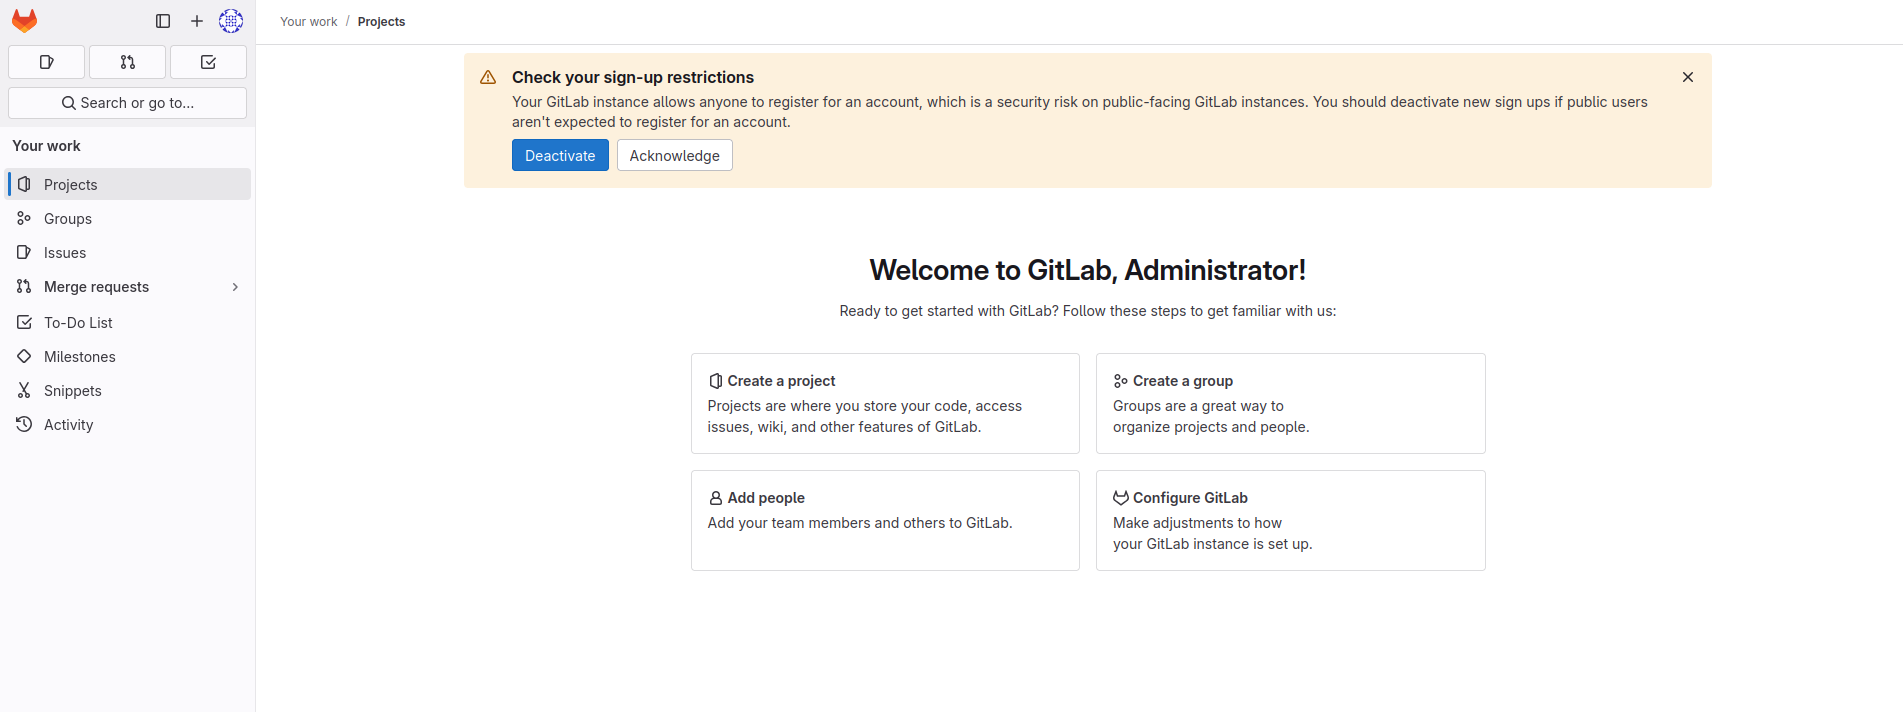 Your work / Projects
Search or go to...
Your work
Projects
Groups
Issues
Merge requests
To-Do List
Milestones
Snippets
Activity
Check your sign-up restrictions
Your GitLab instance allows anyone to register for an account, which is a security risk on public-facing GitLab instances. You should deactivate new sign ups if public users
aren't expected to register for an account.
Deactivate
Acknowledge
Welcome to GitLab, Administrator!
Ready to get started with GitLab? Follow these steps to get familiar with us:
Create a project
Projects are where you store your code, access
issues, wiki, and other features of GitLab.
Create a group
Groups are a great way to
organize projects and people.
Add people
Add your team members and others to GitLab.
Configure GitLab
Make adjustments to how
your GitLab instance is set up.